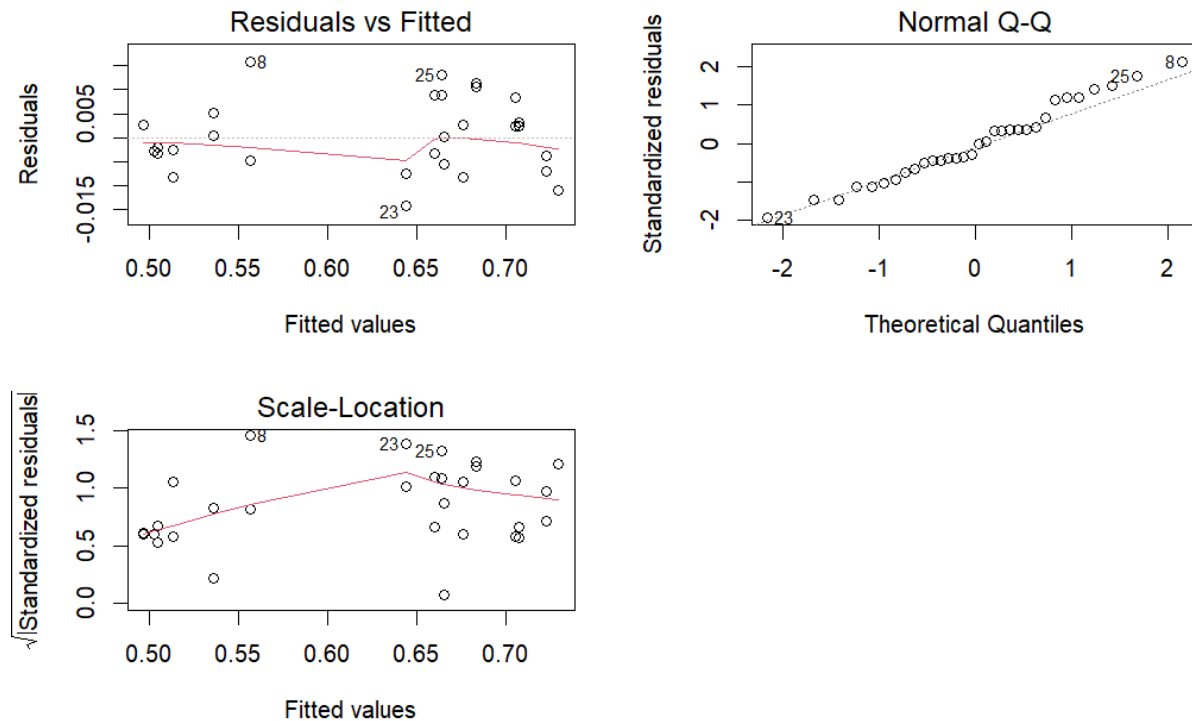 Residuals vs Fitted
Residuals
0.005
-0.015
8
25
23
0.50 0.55 0.60 0.65 0.70
Fitted values
Normal Q-Q
Standardized residuals
2
1
0
-2
25
8
23
-2 -1 0 1 2
Theoretical Quantiles
Scale-Location
√|Standardized residuals|
1.5
1.0
0.5
0.0
8
23
25
0.50 0.55 0.60 0.65 0.70
Fitted values